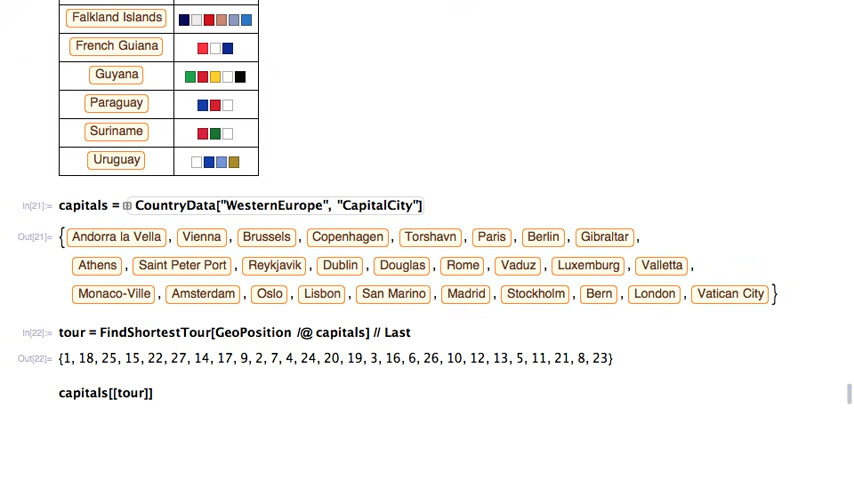 Falkland Islands
French Guiana
Guyana
Paraguay
Suriname
Uruguay
In[21]:= capitals = CountryData["WesternEurope", "CapitalCity"]
Out[21]= { Andorra la Vella , Vienna , Brussels , Copenhagen , Torshavn , Paris , Berlin , Gibraltar ,
Athens , Saint Peter Port , Reykjavik , Dublin , Douglas , Rome , Vaduz , Luxemburg , Valletta ,
Monaco-Ville , Amsterdam , Oslo , Lisbon , San Marino , Madrid , Stockholm , Bern , London , Vatican City }
In[22]:= tour = FindShortestTour[GeoPosition /@ capitals] // Last
Out[22]= {1, 18, 25, 15, 22, 27, 14, 17, 9, 2, 7, 4, 24, 20, 19, 3, 16, 6, 26, 10, 12, 13, 5, 11, 21, 8, 23}
capitals[[tour]]